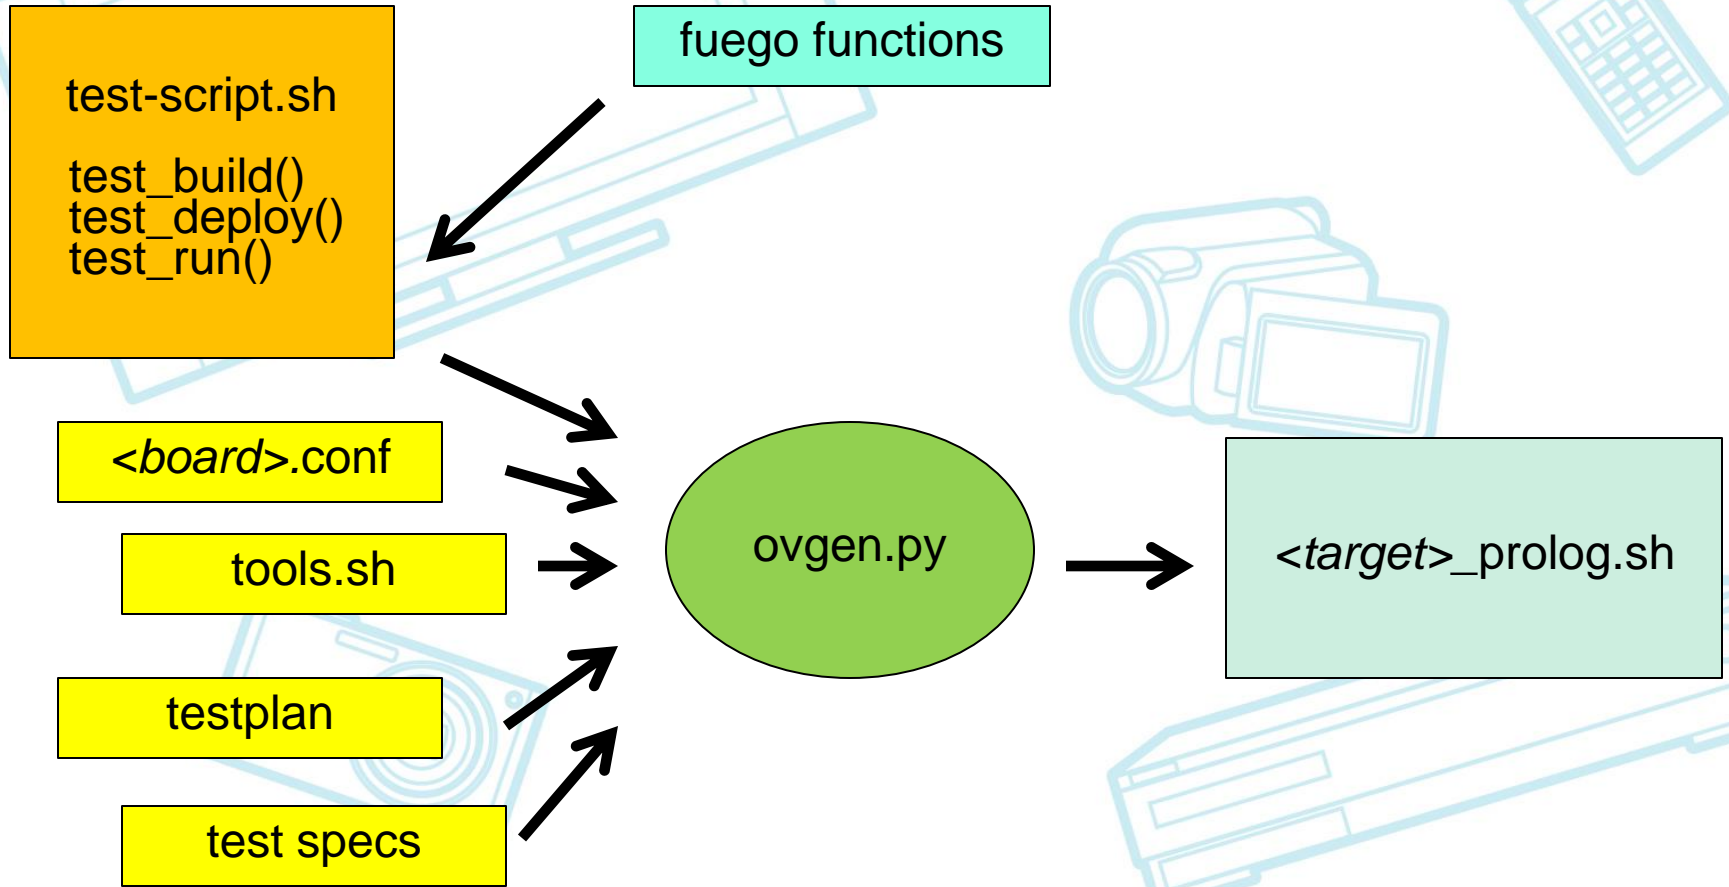 test-script.sh
test_build()
test_deploy()
test_run()
fuego functions
<board>.conf
tools.sh
testplan
test specs
ovgen.py
<target>_prolog.sh